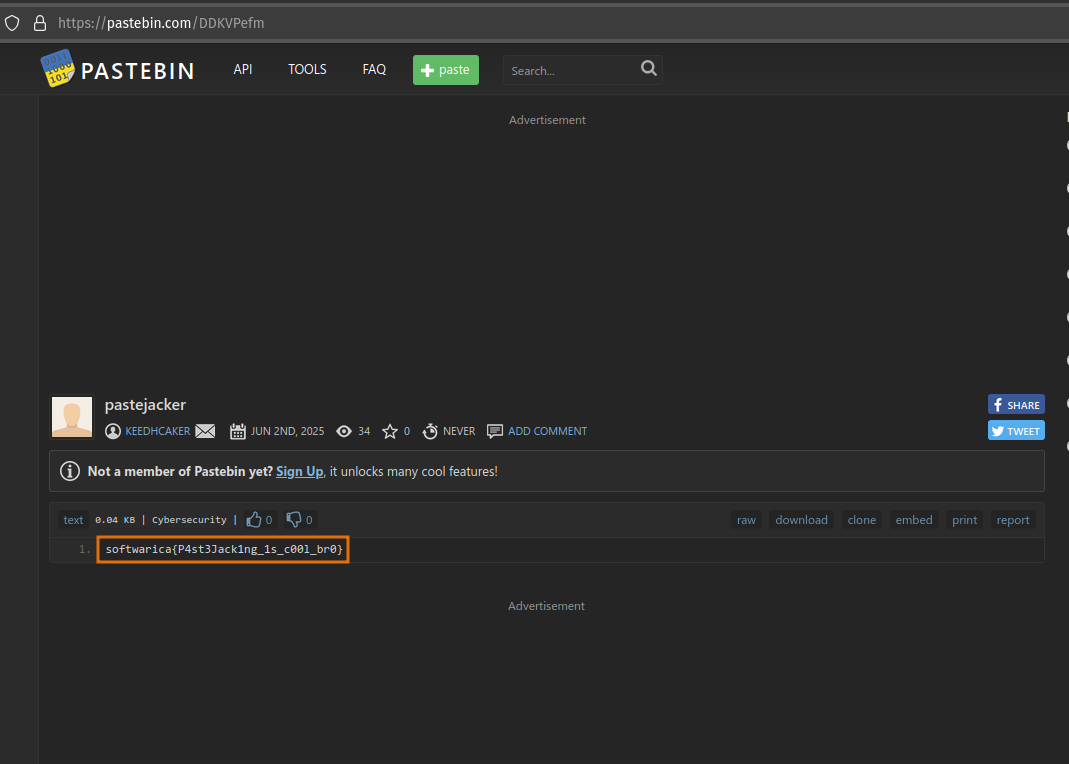 https://pastebin.com/DDKVPefm
PASTEBIN API TOOLS FAQ + paste Search...
Advertisement
pastejacker SHARE
KEEDHCAKER JUN 2ND, 2025 34 0 NEVER ADD COMMENT TWEET
Not a member of Pastebin yet? Sign Up, it unlocks many cool features!
text 0.04 KB | Cybersecurity | 0 0 raw download clone embed print report
1. softwarica{P4st3Jack1ng_1s_c00l_br0}
Advertisement